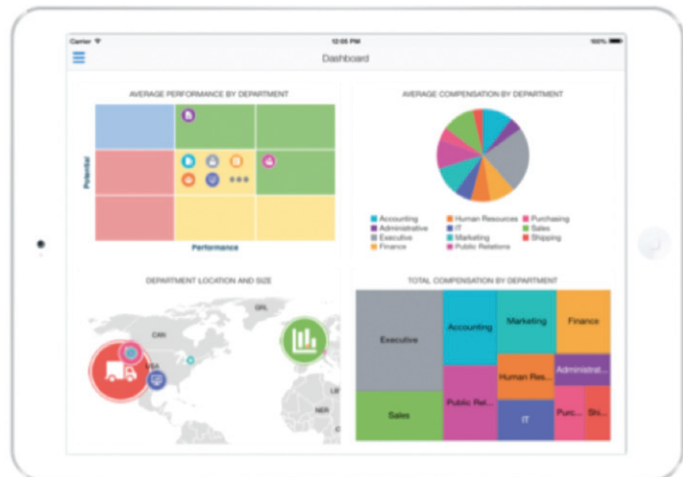 Carrier 12:05 PM 100%
Dashboard
AVERAGE PERFORMANCE BY DEPARTMENT
Potential
Performance
AVERAGE COMPENSATION BY DEPARTMENT
Accounting Human Resources Purchasing
Administrative IT Sales
Executive Marketing Shipping
Finance Public Relations
DEPARTMENT LOCATION AND SIZE
GRL
CAN
USA
NER
TOTAL COMPENSATION BY DEPARTMENT
Executive
Sales
Accounting
Public Rel...
Marketing
Human Res...
IT
Finance
Administrat...
Purc... Shi...